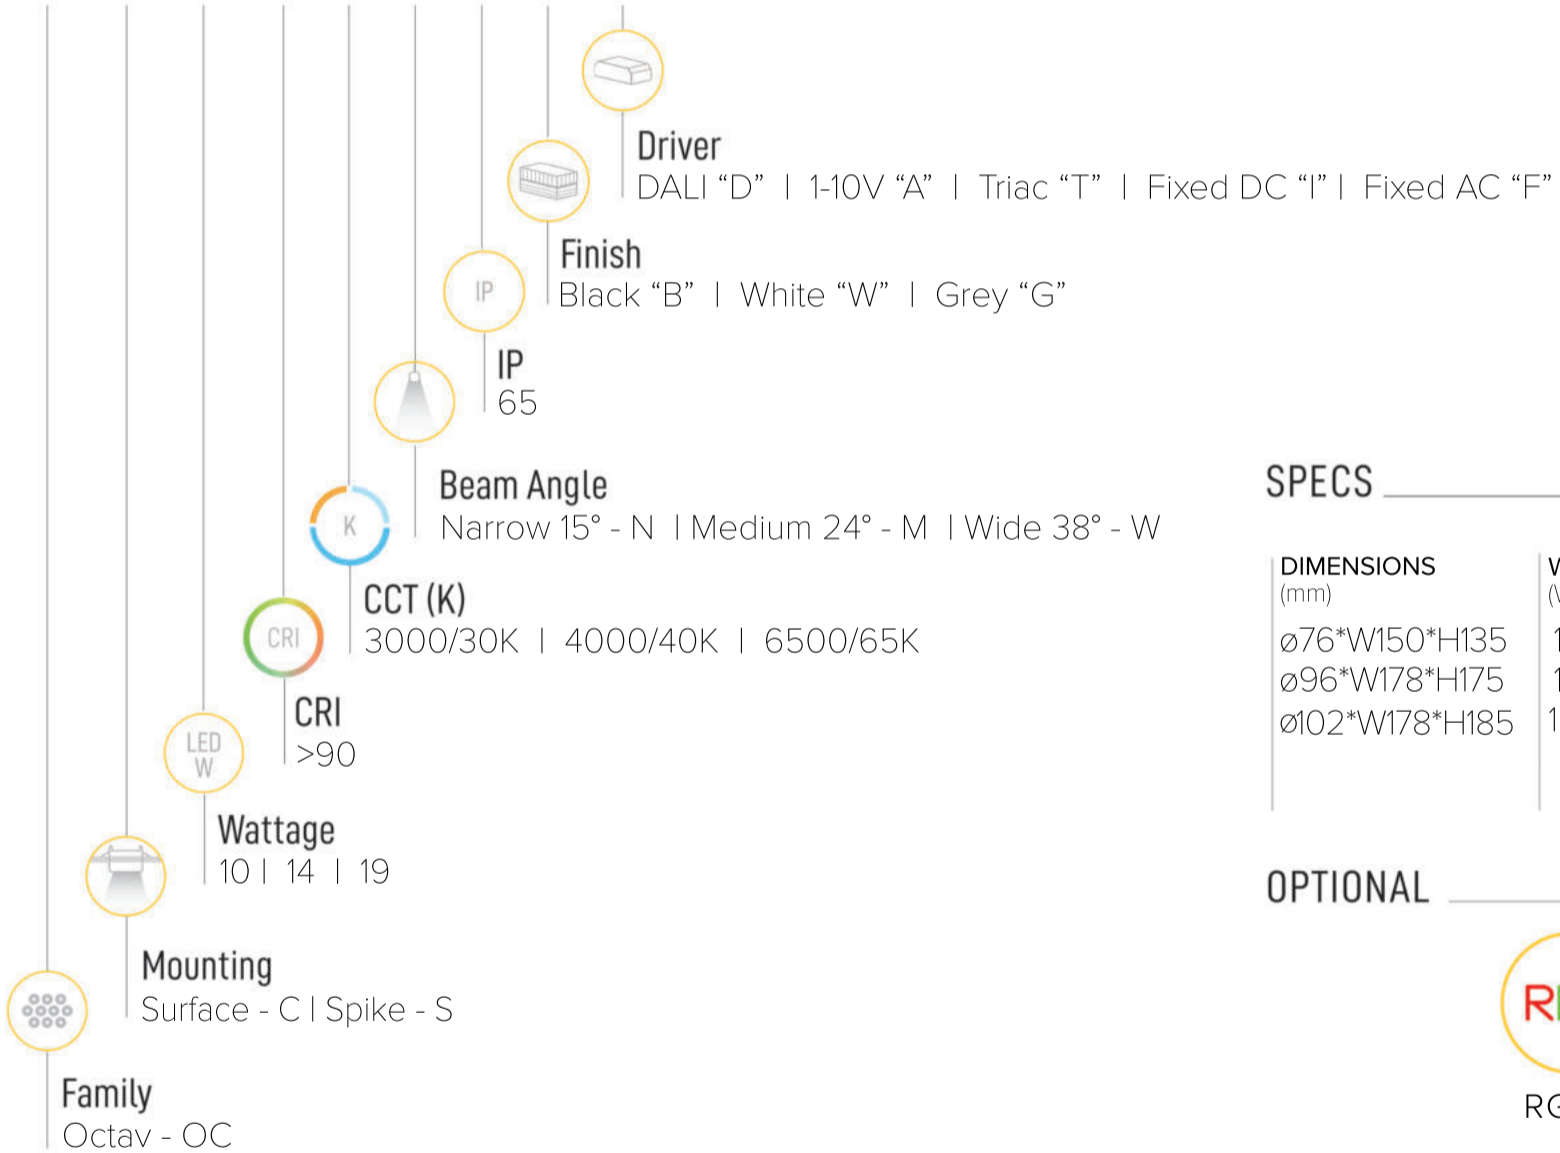 Driver
DALI “D” | 1-10V “A” | Triac “T” | Fixed DC “I” | Fixed AC “F”
Finish
Black “B” | White “W” | Grey “G”
IP
IP
65
Beam Angle
Narrow 15° - N | Medium 24° - M | Wide 38° - W
K
CCT (K)
3000/30K | 4000/40K | 6500/65K
CRI
CRI
>90
LED
W
Wattage
10 | 14 | 19
Mounting
Surface - C | Spike - S
Family
Octav - OC
SPECS
DIMENSIONS
(mm)
ø76*W150*H135
ø96*W178*H175
ø102*W178*H185
OPTIONAL